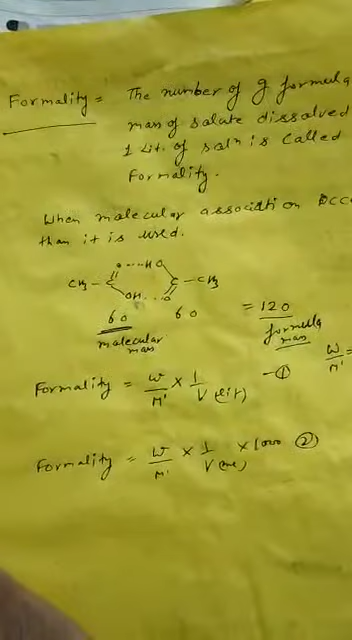 Formality = The number of g formula
mass of solute dissolved
1 Lit. of soln is called
Formality.
When molecular association Occ
than it is used.
O ---- HO
CH3 - C C - CH3
OH ---- O
60 60 = 120
molecular mass formula mass
Formality = W/M' × 1/V (lit) -① W/M' =
Formality = W/M' × 1/V (ml) × 1000 ②